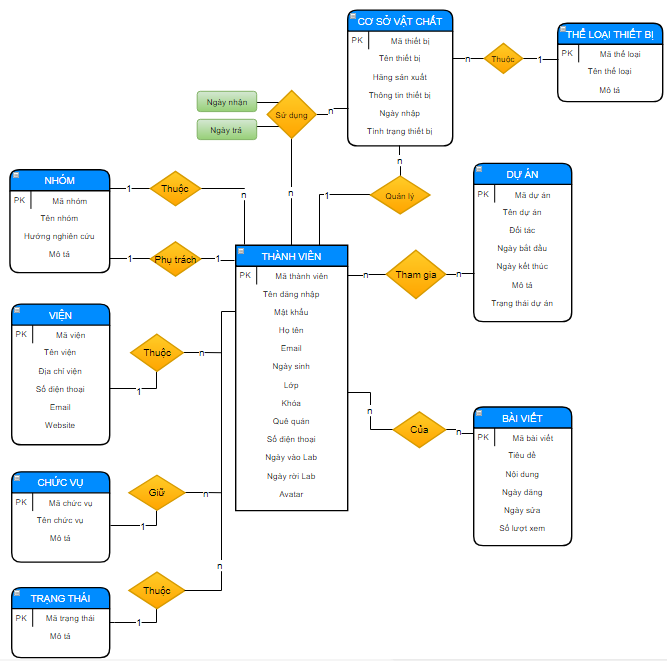 CƠ SỞ VẬT CHẤT
PK
Mã thiết bị
Tên thiết bị
Hãng sản xuất
Thông tin thiết bị
Ngày nhập
Tình trạng thiết bị
n
Thuộc
1
THỂ LOẠI THIẾT BỊ
PK
Mã thể loại
Tên thể loại
Mô tả
Ngày nhận
Ngày trả
Sử dụng
n
n
n
Quản lý
1
NHÓM
PK
Mã nhóm
Tên nhóm
Hướng nghiên cứu
Mô tả
1
Thuộc
n
1
Phụ trách
1
DỰ ÁN
PK
Mã dự án
Tên dự án
Đối tác
Ngày bắt đầu
Ngày kết thúc
Mô tả
Trạng thái dự án
n
Tham gia
n
THÀNH VIÊN
PK
Mã thành viên
Tên đăng nhập
Mật khẩu
Họ tên
Email
Ngày sinh
Lớp
Khóa
Quê quán
Số điện thoại
Ngày vào Lab
Ngày rời Lab
Avatar
VIỆN
PK
Mã viện
Tên viện
Địa chỉ viện
Số điện thoại
Email
Website
Thuộc
n
1
n
Của
n
BÀI VIẾT
PK
Mã bài viết
Tiêu đề
Nội dung
Ngày đăng
Ngày sửa
Số lượt xem
CHỨC VỤ
PK
Mã chức vụ
Tên chức vụ
Mô tả
Giữ
n
1
TRẠNG THÁI
PK
Mã trạng thái
Mô tả
Thuộc
n
1